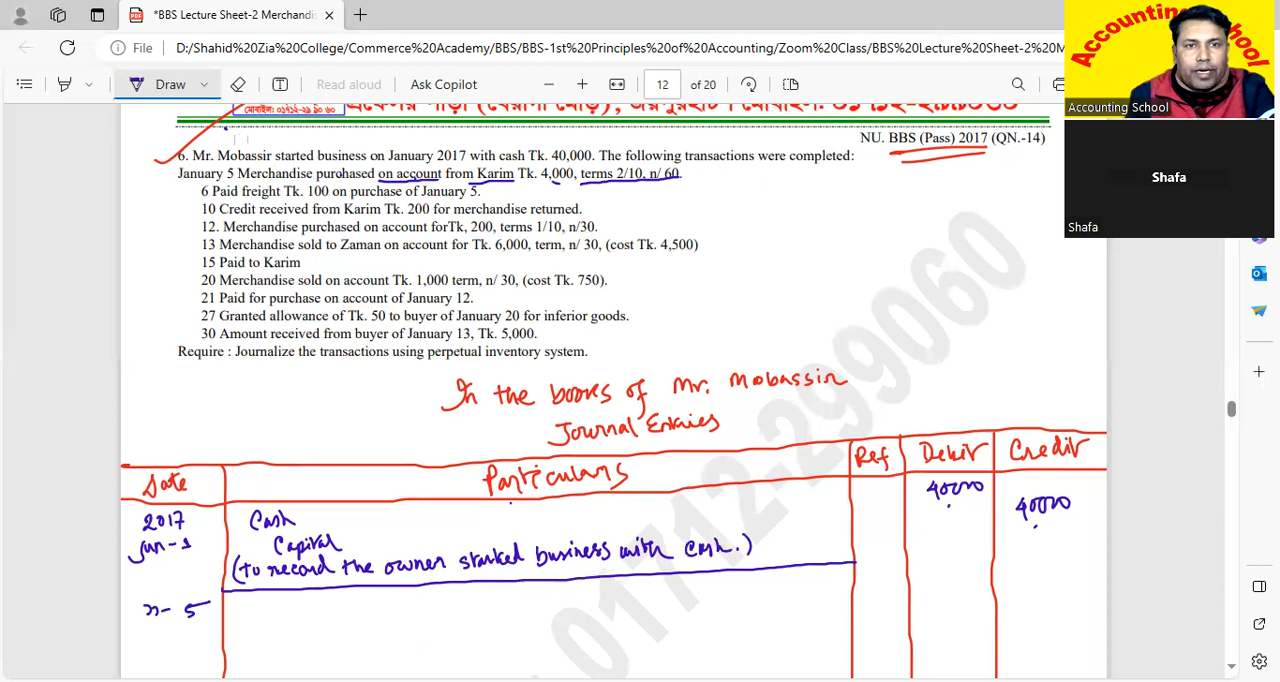 *BBS Lecture Sheet-2 Merchandis
File
D:/Shahid%20Zia%20College/Commerce%20Academy/BBS/BBS-1st%20Principles%20of%20Accounting/Zoom%20Class/BBS%20Lecture%20Sheet-2%20M
Draw
Read aloud
Ask Copilot
12 of 20
Accounting School
Accounting School
Shafa
Shafa
মোবাইল: ০১৭১২-২৯ ৯০ ৬০
NU. BBS (Pass) 2017 (QN.-14)
6. Mr. Mobassir started business on January 2017 with cash Tk. 40,000. The following transactions were completed:
January 5 Merchandise purchased on account from Karim Tk. 4,000, terms 2/10, n/ 60.
6 Paid freight Tk. 100 on purchase of January 5.
10 Credit received from Karim Tk. 200 for merchandise returned.
12. Merchandise purchased on account forTk, 200, terms 1/10, n/30.
13 Merchandise sold to Zaman on account for Tk. 6,000, term, n/ 30, (cost Tk. 4,500)
15 Paid to Karim
20 Merchandise sold on account Tk. 1,000 term, n/ 30, (cost Tk. 750).
21 Paid for purchase on account of January 12.
27 Granted allowance of Tk. 50 to buyer of January 20 for inferior goods.
30 Amount received from buyer of January 13, Tk. 5,000.
Require : Journalize the transactions using perpetual inventory system.
01712-299060
In the books of Mr. Mobassir
Journal Entries
Date Particulars Ref Debit Credit
2017 Cash 40000
Jan-1 Capital 40000
(To record the owner started business with cash.)
n- 5